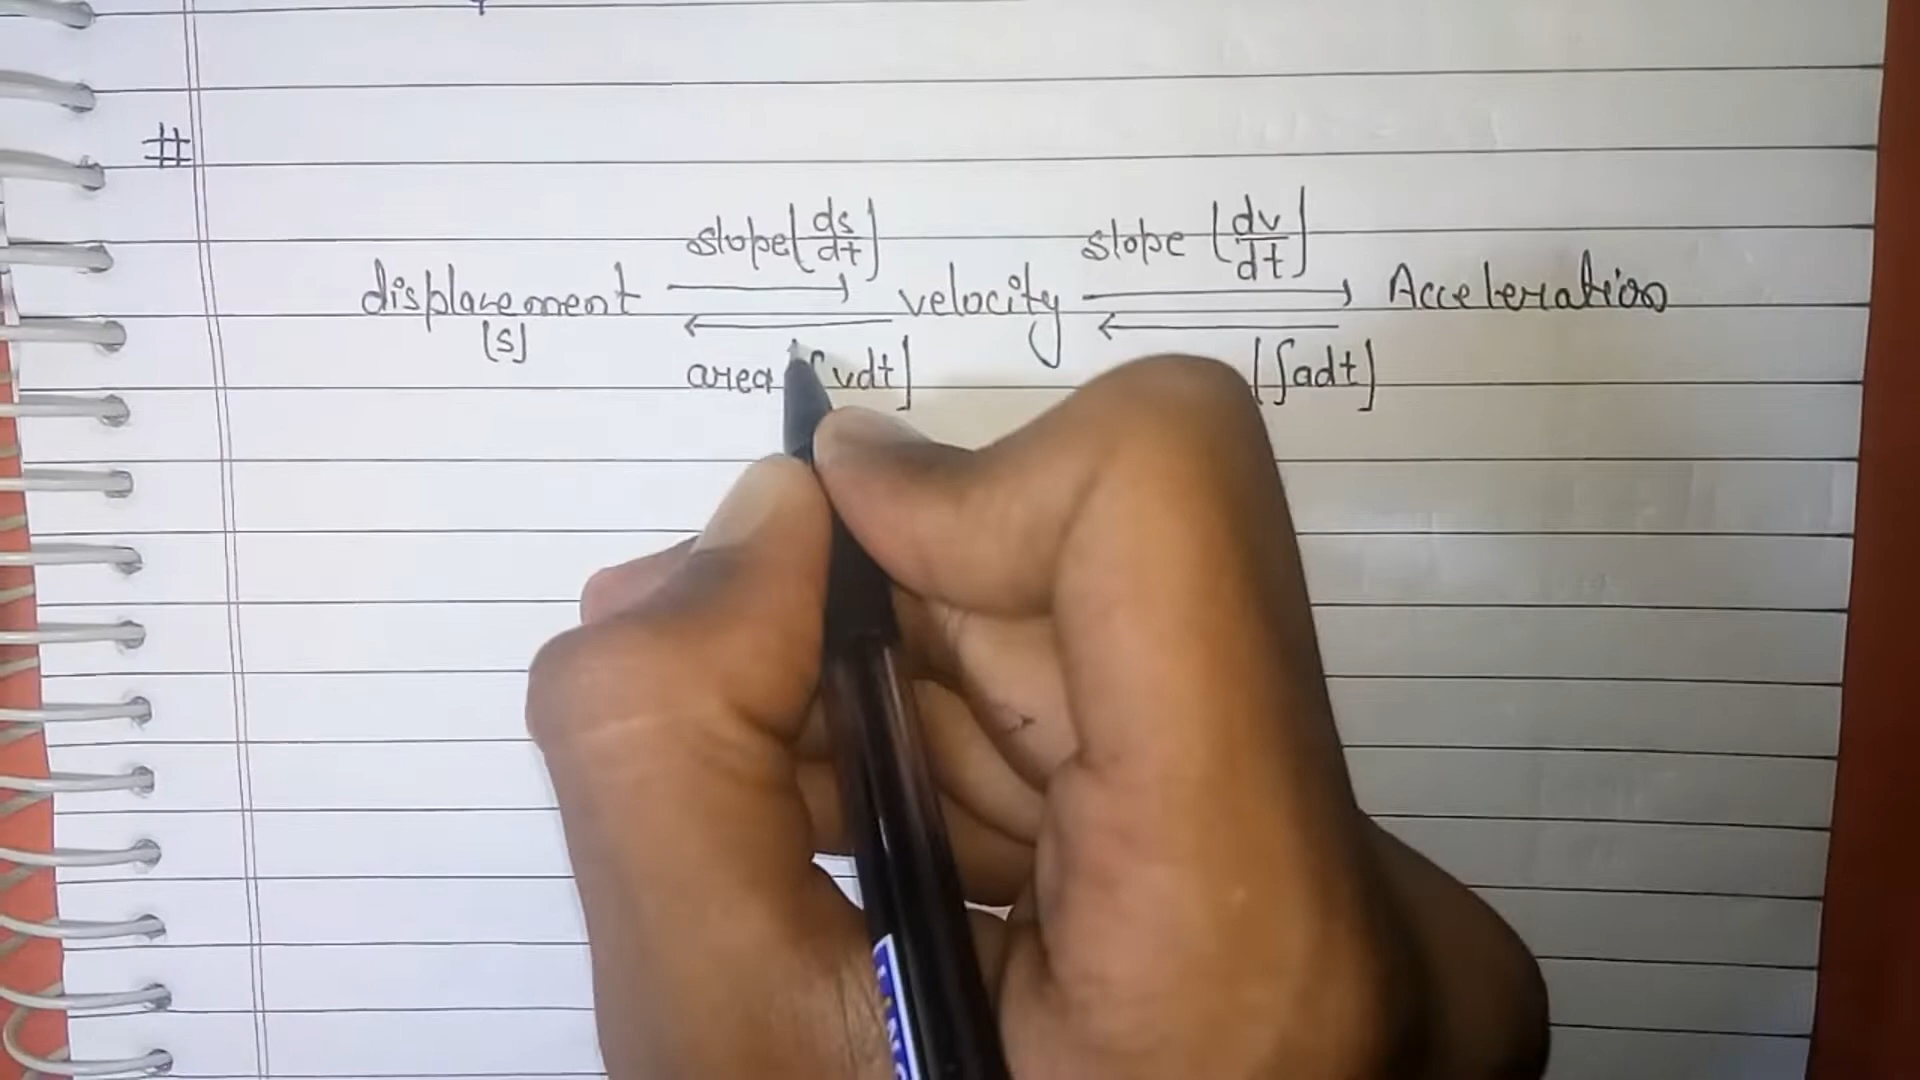 #
slope [ds/dt] slope [dv/dt]
displacement velocity Acceleration
[s] area ∫vdt] [∫adt]